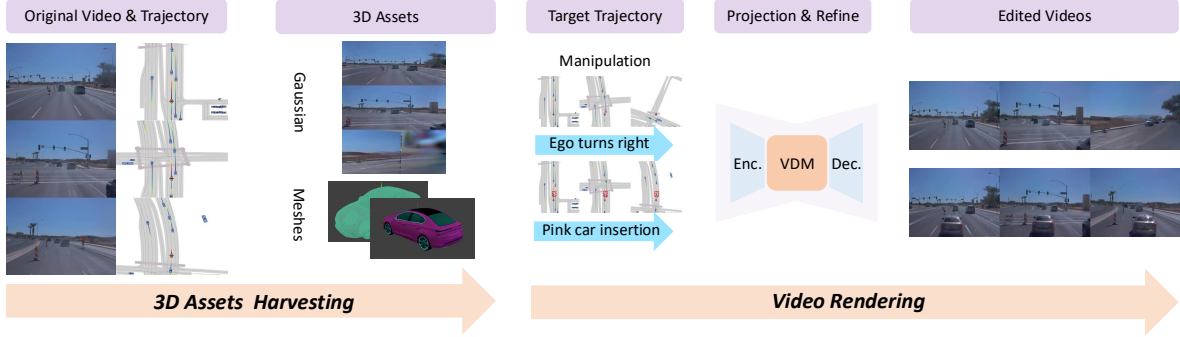 Original Video & Trajectory
3D Assets
Target Trajectory
Projection & Refine
Edited Videos
Gaussian
Meshes
Manipulation
Ego turns right
Pink car insertion
Enc.
VDM
Dec.
3D Assets Harvesting
Video Rendering